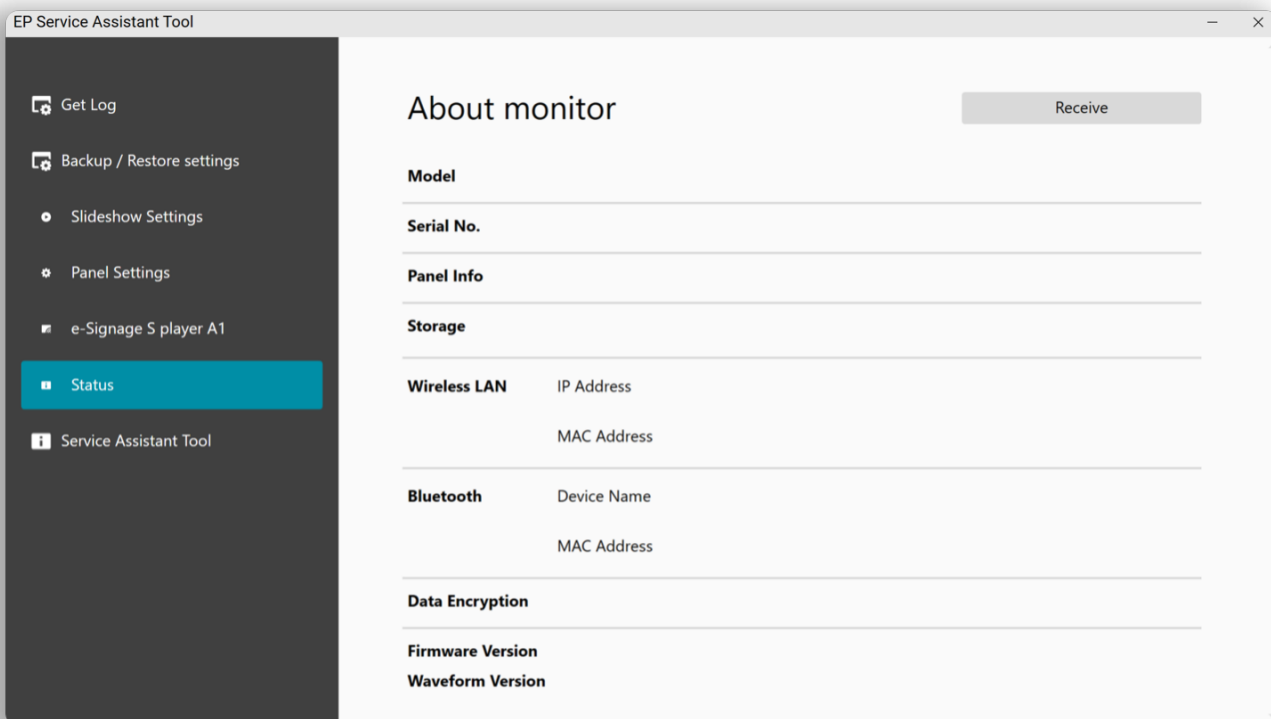 EP Service Assistant Tool
Get Log
Backup / Restore settings
Slideshow Settings
Panel Settings
e-Signage S player A1
Status
Service Assistant Tool
About monitor
Receive
Model
Serial No.
Panel Info
Storage
Wireless LAN IP Address
MAC Address
Bluetooth Device Name
MAC Address
Data Encryption
Firmware Version
Waveform Version